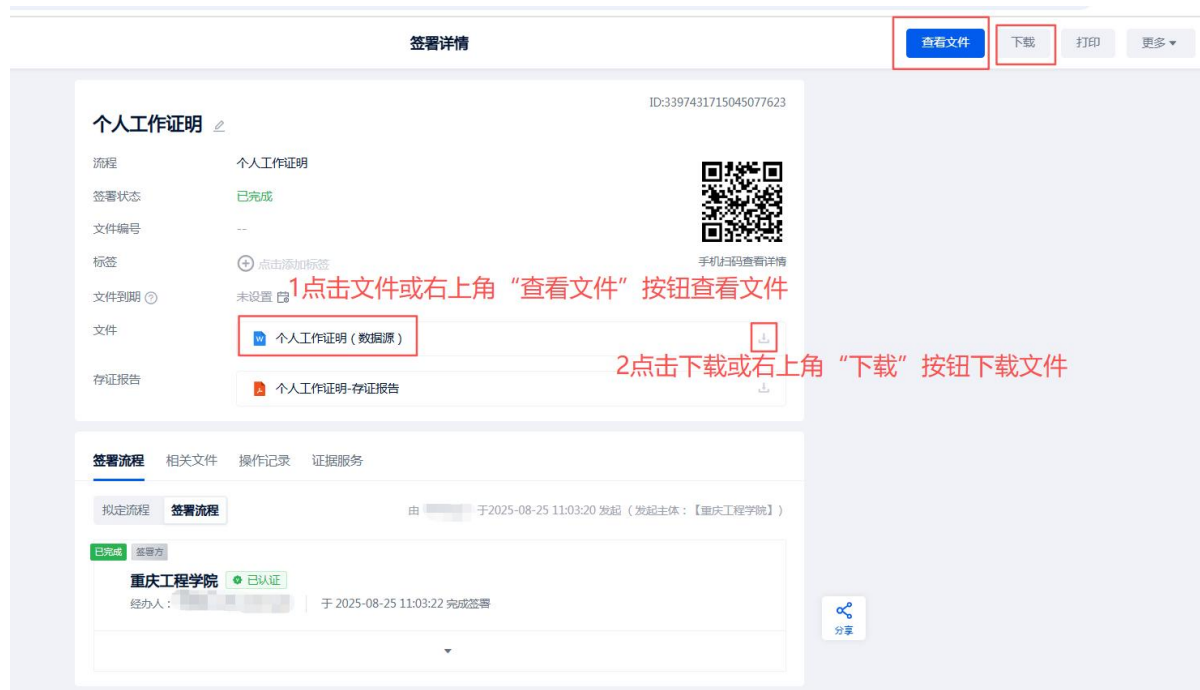 签署详情
查看文件
下载
打印
更多
ID:3397431715045077623
个人工作证明
流程 个人工作证明
签署状态 已完成
文件编号 --
标签 点击添加标签
手机扫码查看详情
文件到期 未设置
1点击文件或右上角“查看文件”按钮查看文件
文件 个人工作证明（数据源）
2点击下载或右上角“下载”按钮下载文件
存证报告 个人工作证明-存证报告
签署流程 相关文件 操作记录 证据服务
拟定流程 签署流程
由 于2025-08-25 11:03:20 发起（发起主体：【重庆工程学院】）
已完成 签署方
重庆工程学院 已认证
经办人： 于 2025-08-25 11:03:22 完成签署
分享